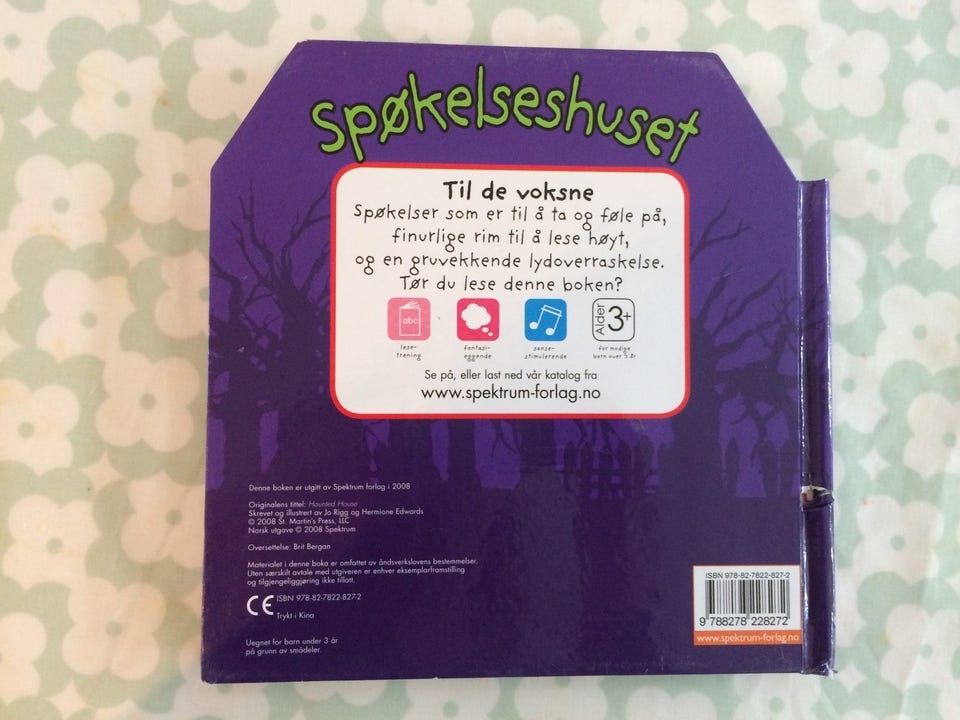 Spøkelseshuset
Til de voksne
Spøkelser som er til å ta og føle på,
finurlige rim til å lese høyt,
og en gruvekkende lydoverraskelse.
Tør du lese denne boken?
abc
Alder 3+
lese-
trening
fantasi-
eggende
sanse-
stimulerende
for modige
barn over 3 år
Se på, eller last ned vår katalog fra
www.spektrum-forlag.no
Denne boken er utgitt av Spektrum forlag i 2008
Originalens tittel: Haunted House
Skrevet og illustrert av Jo Rigg og Hermione Edwards
© 2008 St. Martin's Press, LLC
Norsk utgave © 2008 Spektrum
Oversettelse: Brit Bergan
Materialet i denne boka er omfattet av åndsverkslovens bestemmelser.
Uten særskilt avtale med utgiveren er enhver eksemplarframstilling
og tilgjengeliggjøring ikke tillatt.
CE
ISBN 978-82-7822-827-2
Trykt i Kina
Uegnet for barn under 3 år
på grunn av smådeler.
ISBN 978-82-7822-827-2
9 788278 228272
www.spektrum-forlag.no